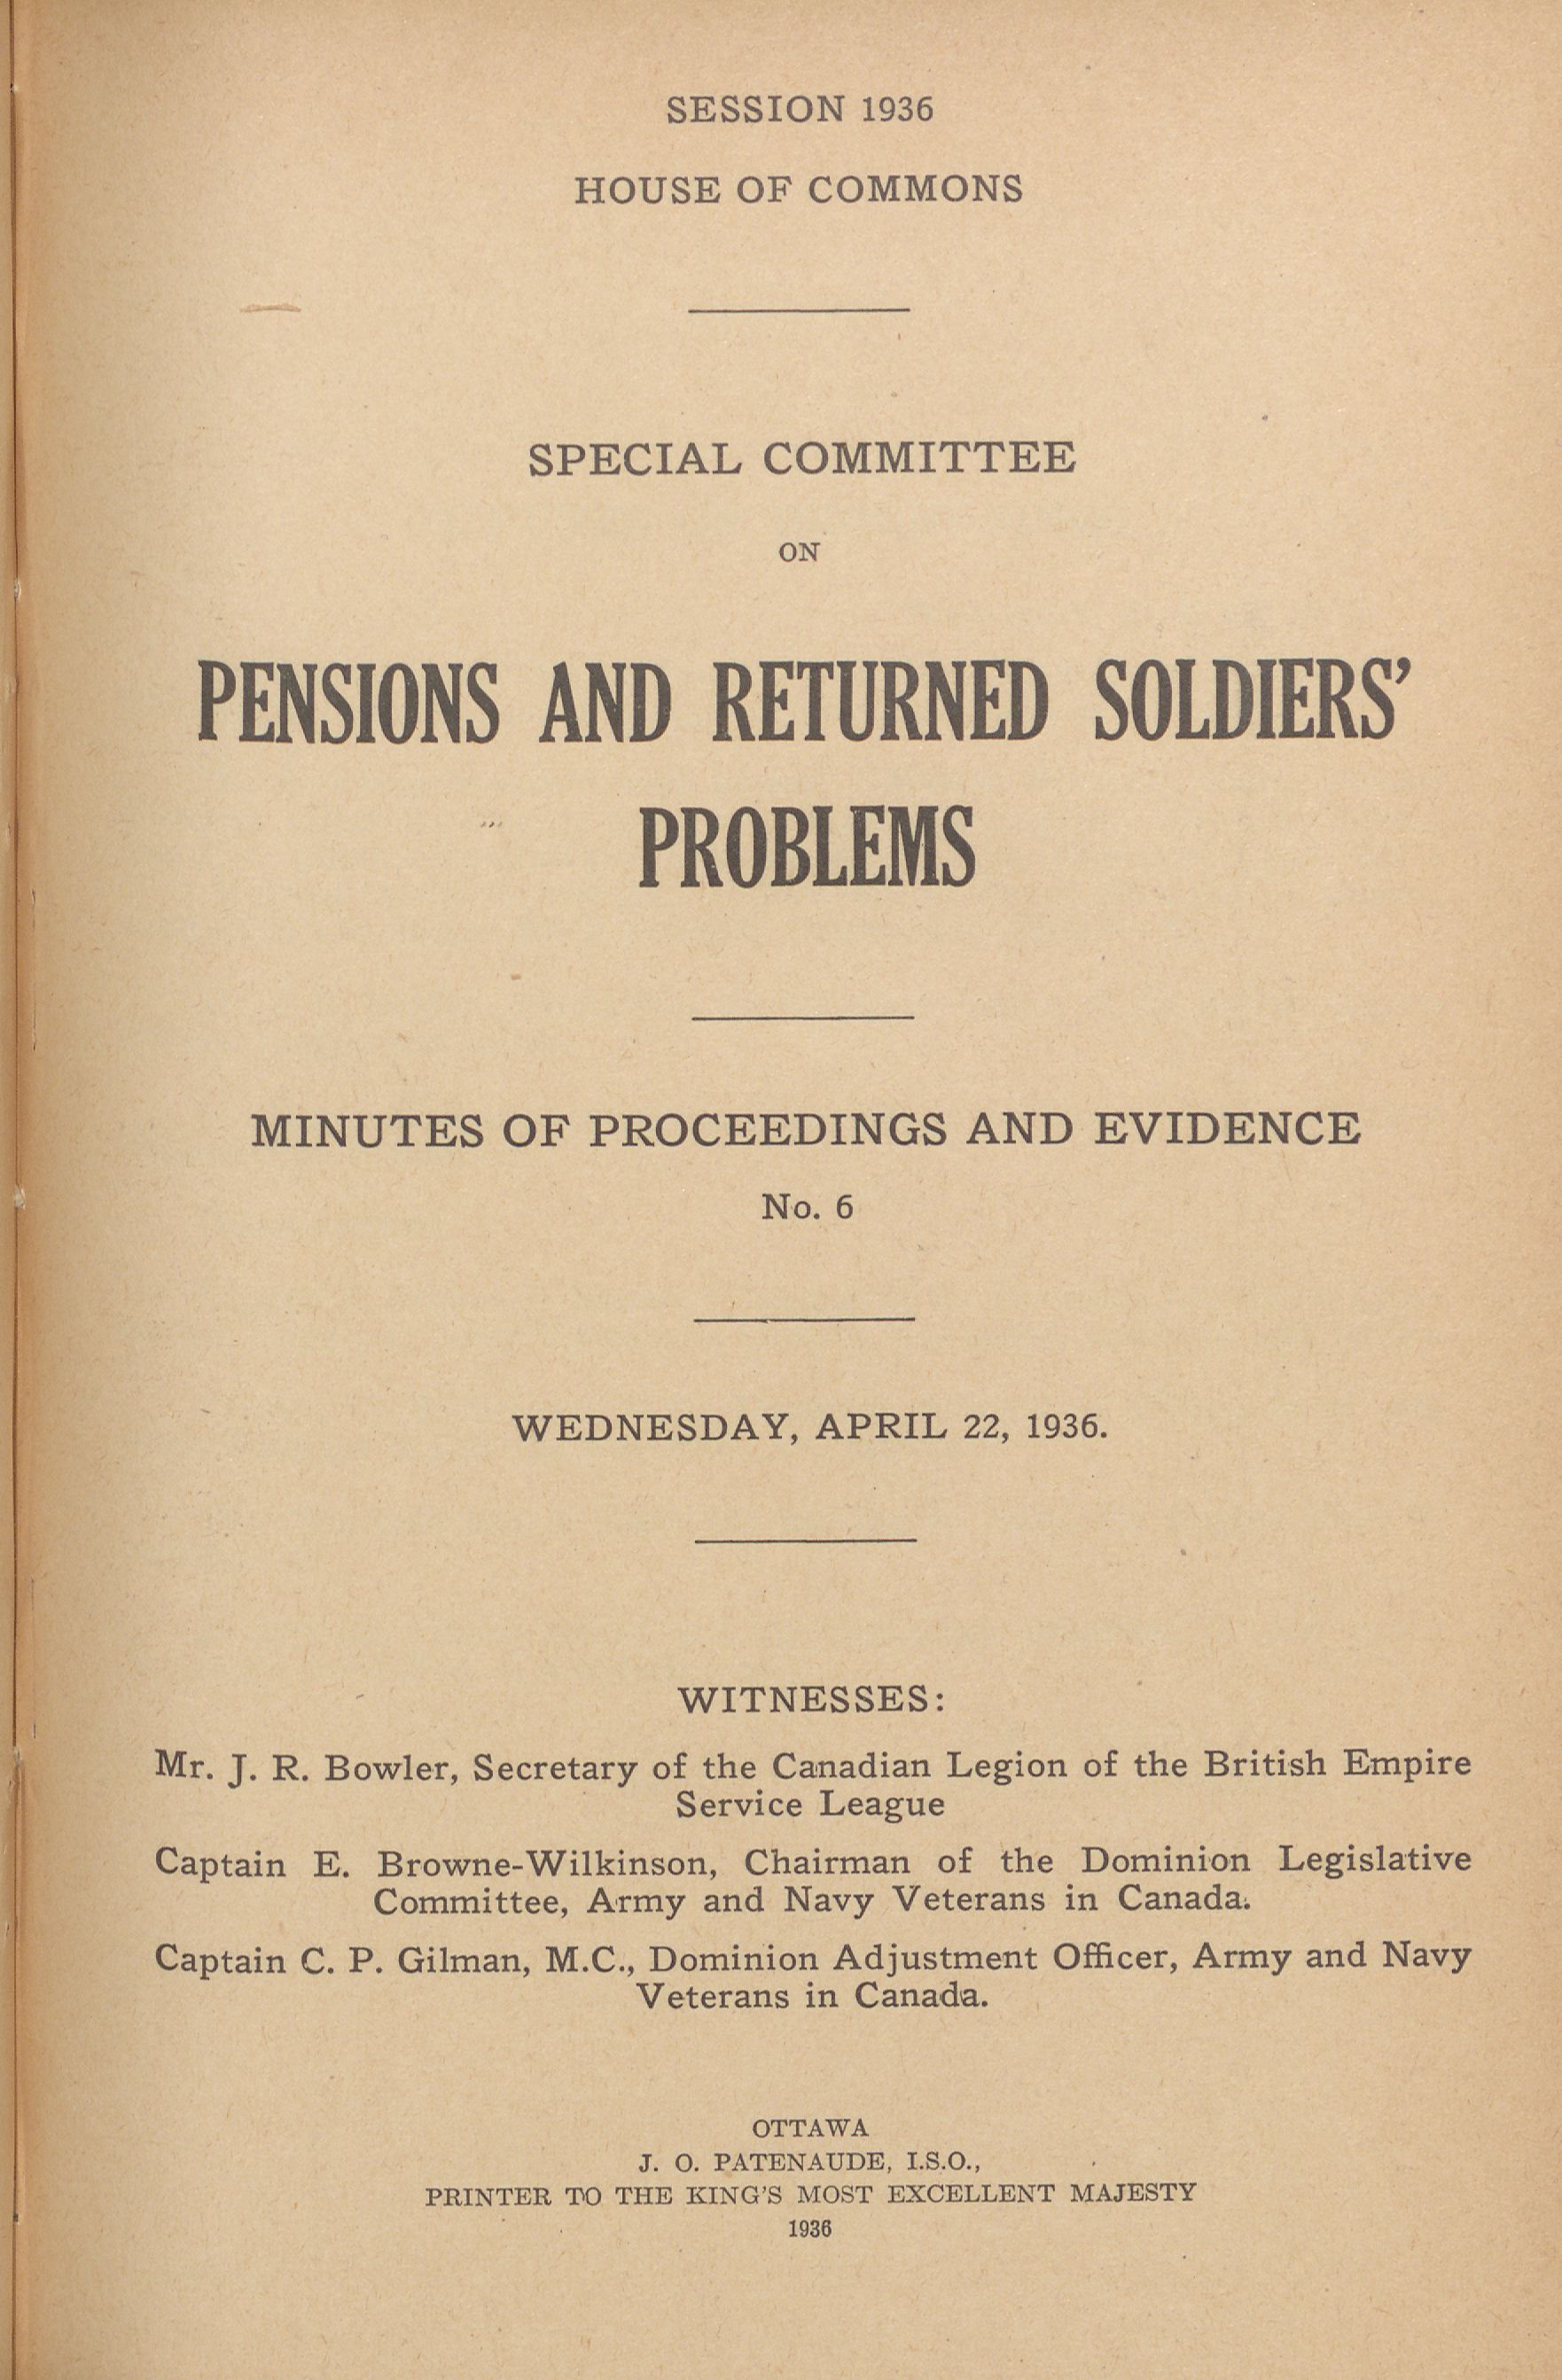 SESSION 1936
HOUSE OF COMMONS
SPECIAL COMMITTEE
ON
PENSIONS AND RETURNED SOLDIERS’
PROBLEMS
MINUTES OF PROCEEDINGS AND EVIDENCE
No. 6
WEDNESDAY, APRIL 22, 1936.
WITNESSES:
Mr. J. R. Bowler, Secretary of the Canadian Legion of the British Empire
Service League
Captain E. Browne-Wilkinson, Chairman of the Dominion Legislative
Committee, Army and Navy Veterans in Canada.
Captain C. P. Gilman, M.C., Dominion Adjustment Officer, Army and Navy
Veterans in Canada.
OTTAWA
J. O. PATENAUDE, I.S.O.,
PRINTER TO THE KING’S MOST EXCELLENT MAJESTY
1936